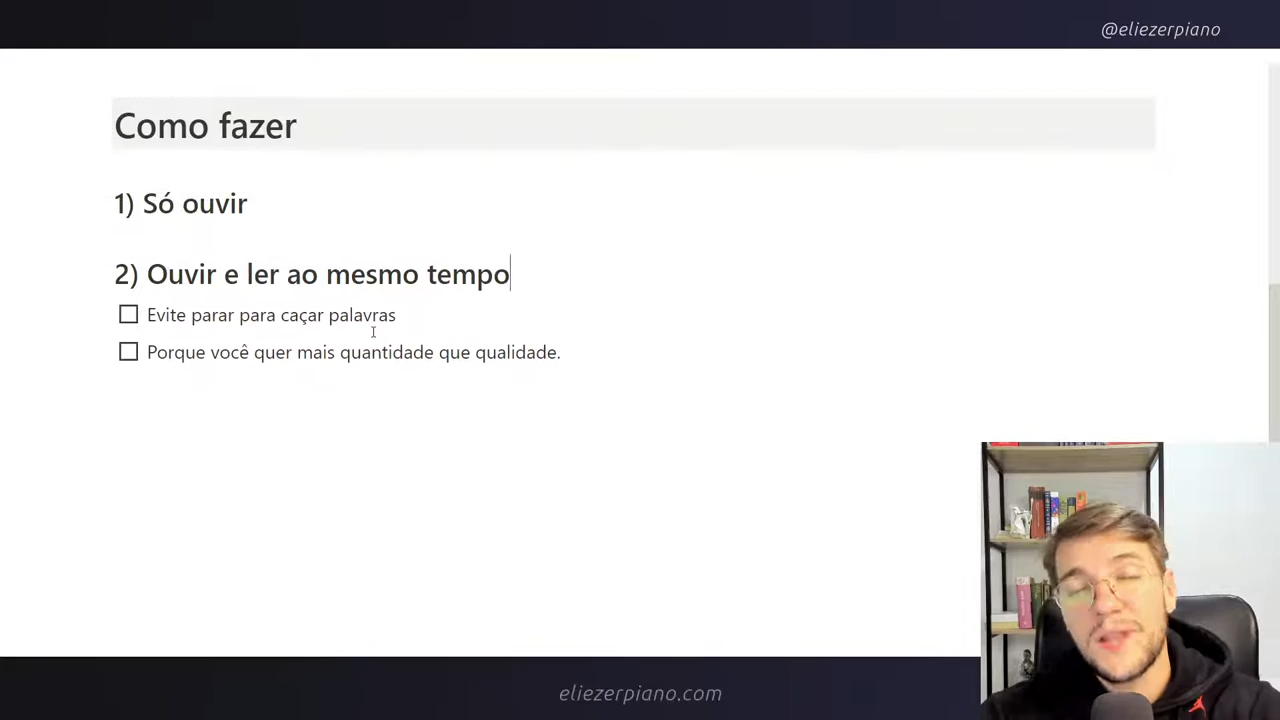 @eliezerpiano
Como fazer
1) Só ouvir
2) Ouvir e ler ao mesmo tempo
Evite parar para caçar palavras
Porque você quer mais quantidade que qualidade.
eliezerpiano.com